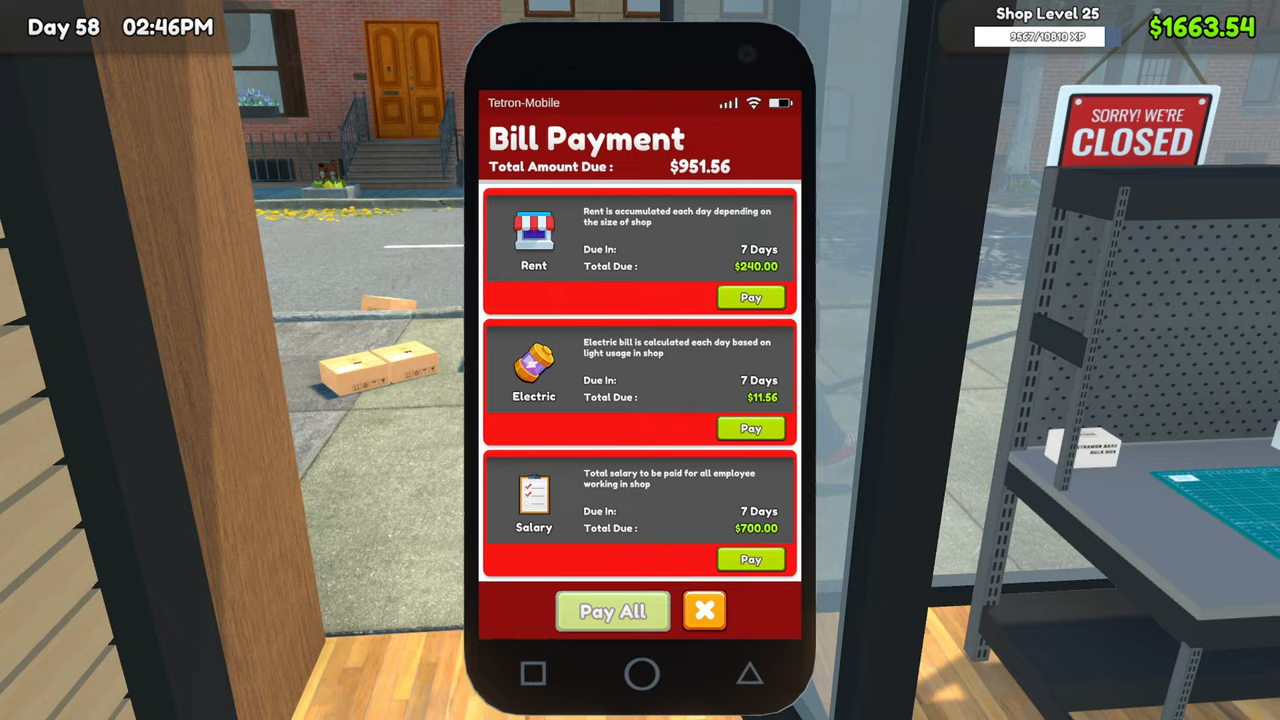 Day 58 02:46PM
Shop Level 25
9567/10810 XP
$1663.54
SORRY! WE'RE
CLOSED
Tetron-Mobile
Bill Payment
Total Amount Due : $951.56
Rent is accumulated each day depending on
the size of shop
Due In: 7 Days
Rent
Total Due : $240.00
Pay
Electric bill is calculated each day based on
light usage in shop
Due In: 7 Days
Electric
Total Due : $11.56
Pay
Total salary to be paid for all employee
working in shop
Due In: 7 Days
Salary
Total Due : $700.00
Pay
Pay All
BULK BOX